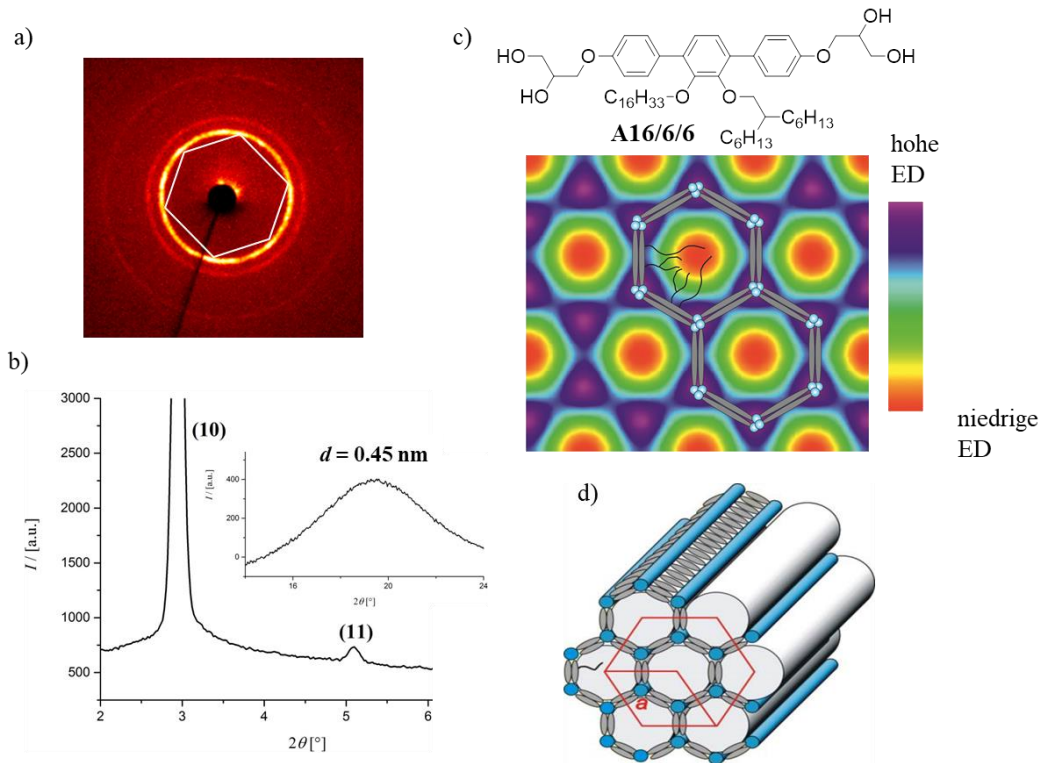 a)
b)
3000
2500
2000
1500
1000
500
I / [a.u.]
(10)
(11)
2 3 4 5 6
2θ [°]
d = 0.45 nm
400
200
0
I / [a.u.]
16 20 24
2θ [°]
c)
OH
HO
O
O
OH
OH
C16H33
O
O
C6H13
C6H13
A16/6/6
hohe
ED
niedrige
ED
d)
a